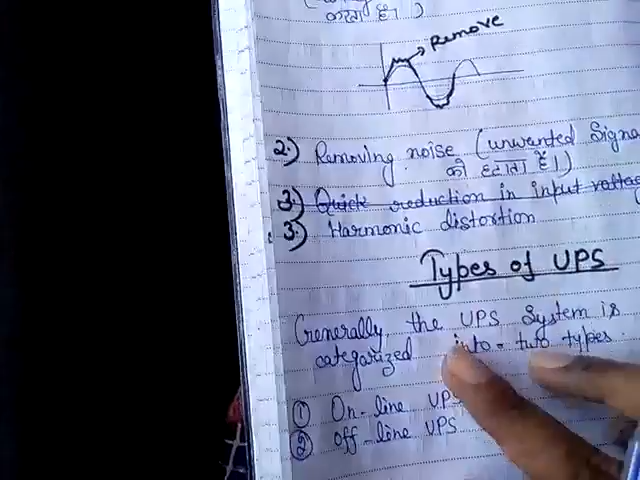 करता है। )
Remove
2.) Removing noise (unwanted Signa
को हटाता है।)
3.) Quick reduction in input voltag
3.) Harmonic distortion
Types of UPS
Generally the UPS System is
categorized into two types.
① On-line UPS
② Off-line UPS